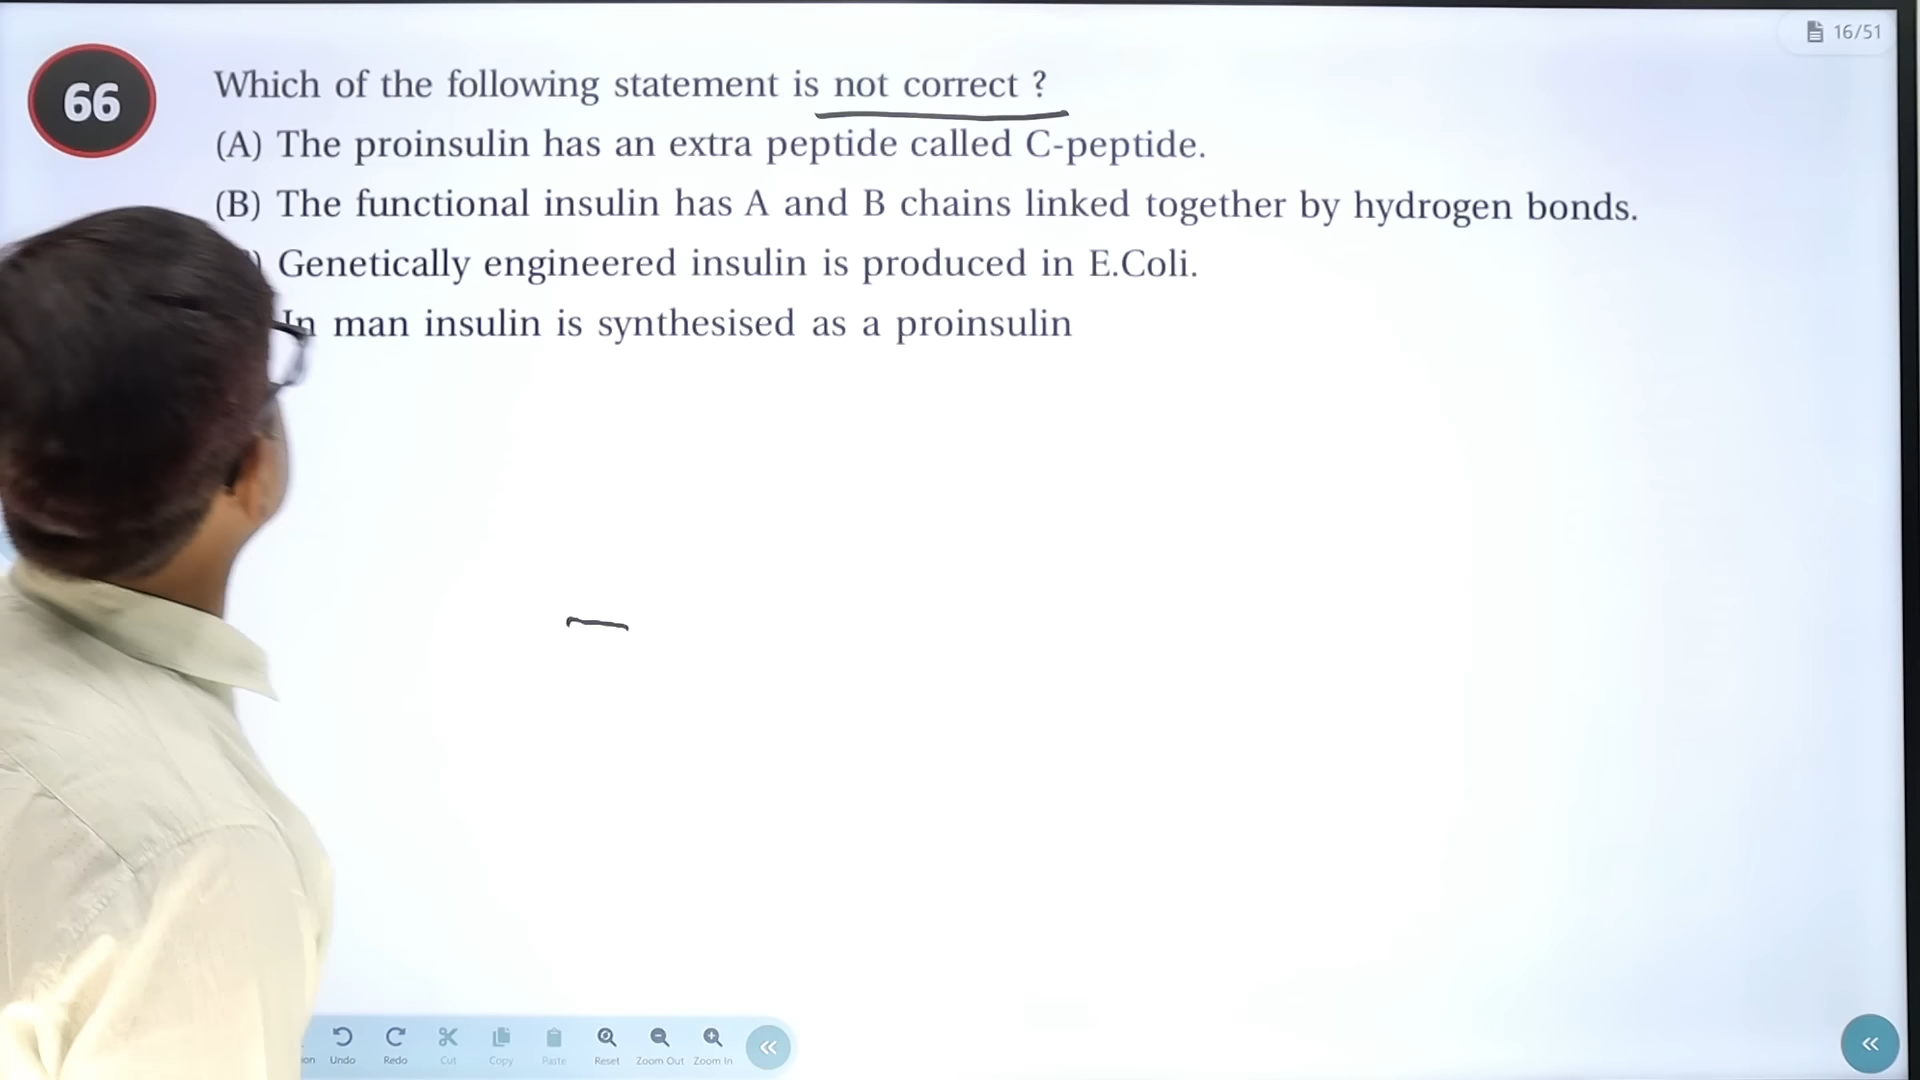 16/51
66
Which of the following statement is not correct ?
(A) The proinsulin has an extra peptide called C-peptide.
(B) The functional insulin has A and B chains linked together by hydrogen bonds.
) Genetically engineered insulin is produced in E.Coli.
In man insulin is synthesised as a proinsulin
on Undo Redo Cut Copy Paste Reset Zoom Out Zoom In